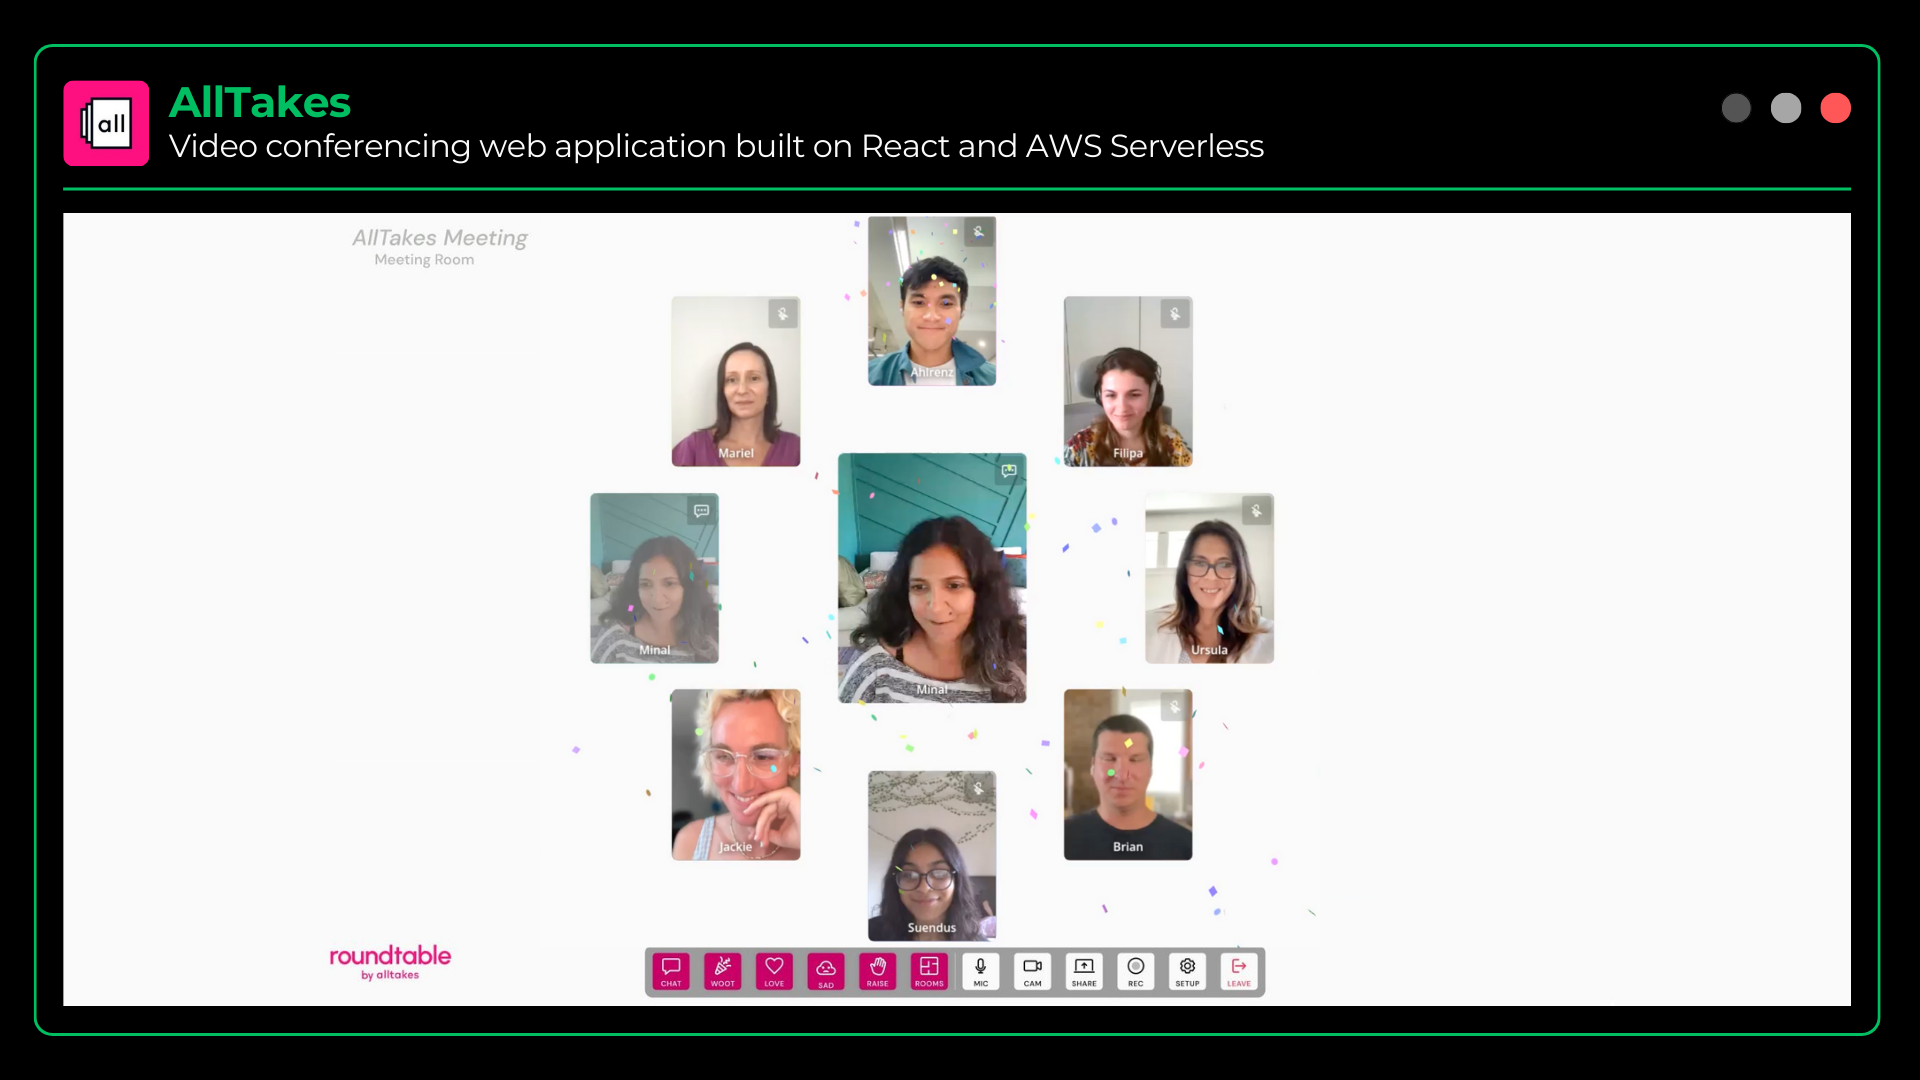 all
AllTakes
Video conferencing web application built on React and AWS Serverless
AllTakes Meeting
Meeting Room
Ahlrenz
Mariel
Filipa
Minal
Minal
Ursula
Jackie
Brian
Suendus
roundtable
by alltakes
CHAT
WOOT
LOVE
SAD
RAISE
ROOMS
MIC
CAM
SHARE
REC
SETUP
LEAVE